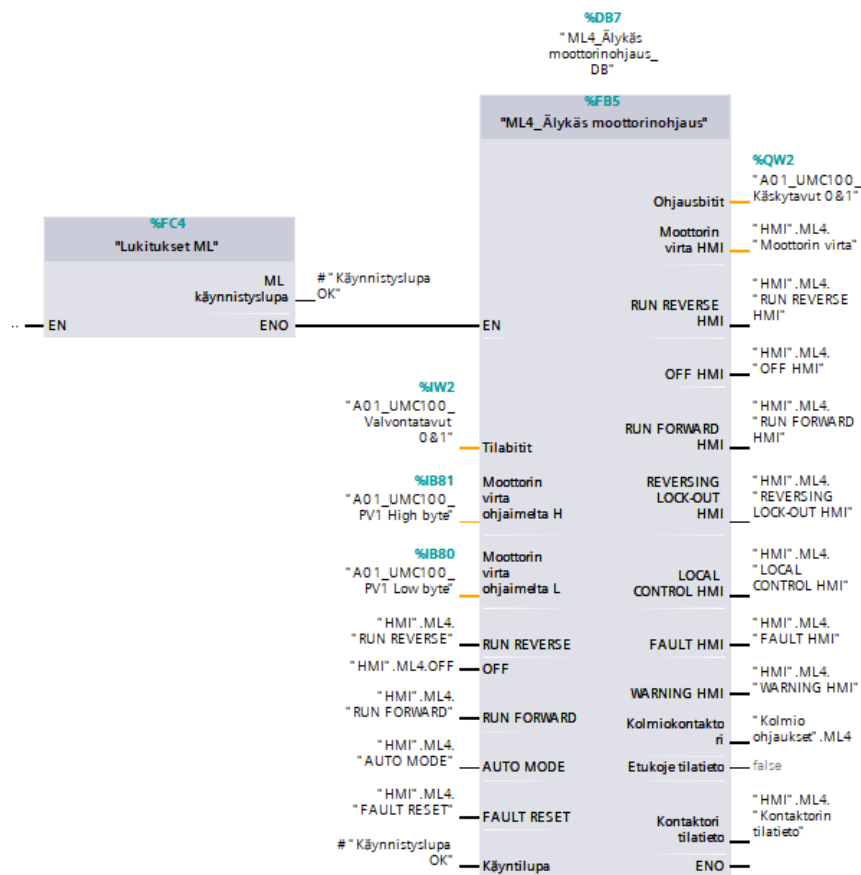 %DB7
"ML4_Älykäs
moottorinohjaus_
DB"
%FB5
"ML4_Älykäs moottorinohjaus"
%FC4
"Lukitukset ML"
ML
käynnistyslupa
#"Käynnistyslupa
OK"
..
EN
ENO
EN
%IW2
"A01_UMC100_
Valvontatavut
0&1"
Tilabitit
%IB81
"A01_UMC100_
PV1 High byte"
Moottorin
virta
ohjaimelta H
%IB80
"A01_UMC100_
PV1 Low byte"
Moottorin
virta
ohjaimelta L
"HMI".ML4.
"RUN REVERSE"
RUN REVERSE
"HMI".ML4.OFF
OFF
"HMI".ML4.
"RUN FORWARD"
RUN FORWARD
"HMI".ML4.
"AUTO MODE"
AUTO MODE
"HMI".ML4.
"FAULT RESET"
FAULT RESET
#"Käynnistyslupa
OK"
Käyntilupa
Ohjausbitit
%QW2
"A01_UMC100_
Käskytavut 0&1"
Moottorin
virta HMI
"HMI".ML4.
"Moottorin virta"
RUN REVERSE
HMI
"HMI".ML4.
"RUN REVERSE
HMI"
OFF HMI
"HMI".ML4.
"OFF HMI"
RUN FORWARD
HMI
"HMI".ML4.
"RUN FORWARD
HMI"
REVERSING
LOCK-OUT
HMI
"HMI".ML4.
"REVERSING
LOCK-OUT HMI"
LOCAL
CONTROL HMI
"HMI".ML4.
"LOCAL
CONTROL HMI"
FAULT HMI
"HMI".ML4.
"FAULT HMI"
WARNING HMI
"HMI".ML4.
"WARNING HMI"
Kolmiokontakto
ri
"Kolmio
ohjaukset".ML4
Etukoje tilatieto
false
Kontaktori
tilatieto
"HMI".ML4.
"Kontaktorin
tilatieto"
ENO